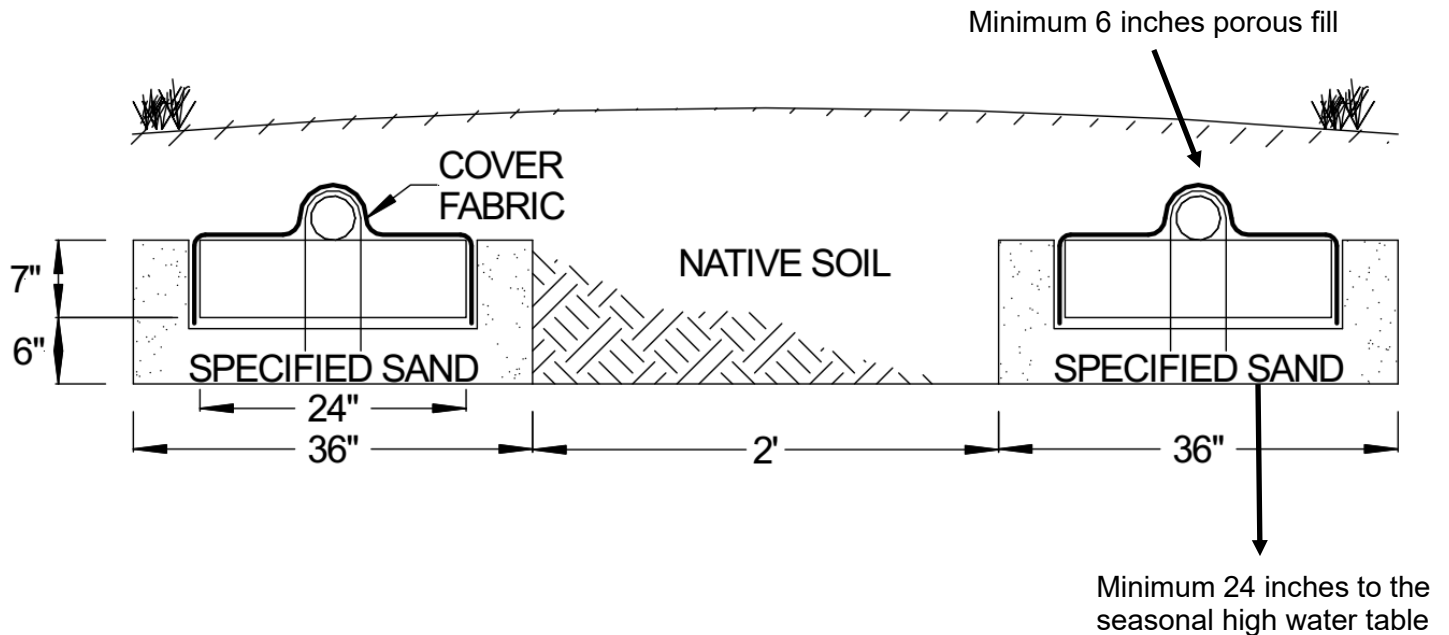 Minimum 6 inches porous fill
COVER
FABRIC
NATIVE SOIL
7"
6"
SPECIFIED SAND
SPECIFIED SAND
24"
36"
2'
36"
Minimum 24 inches to the
seasonal high water table